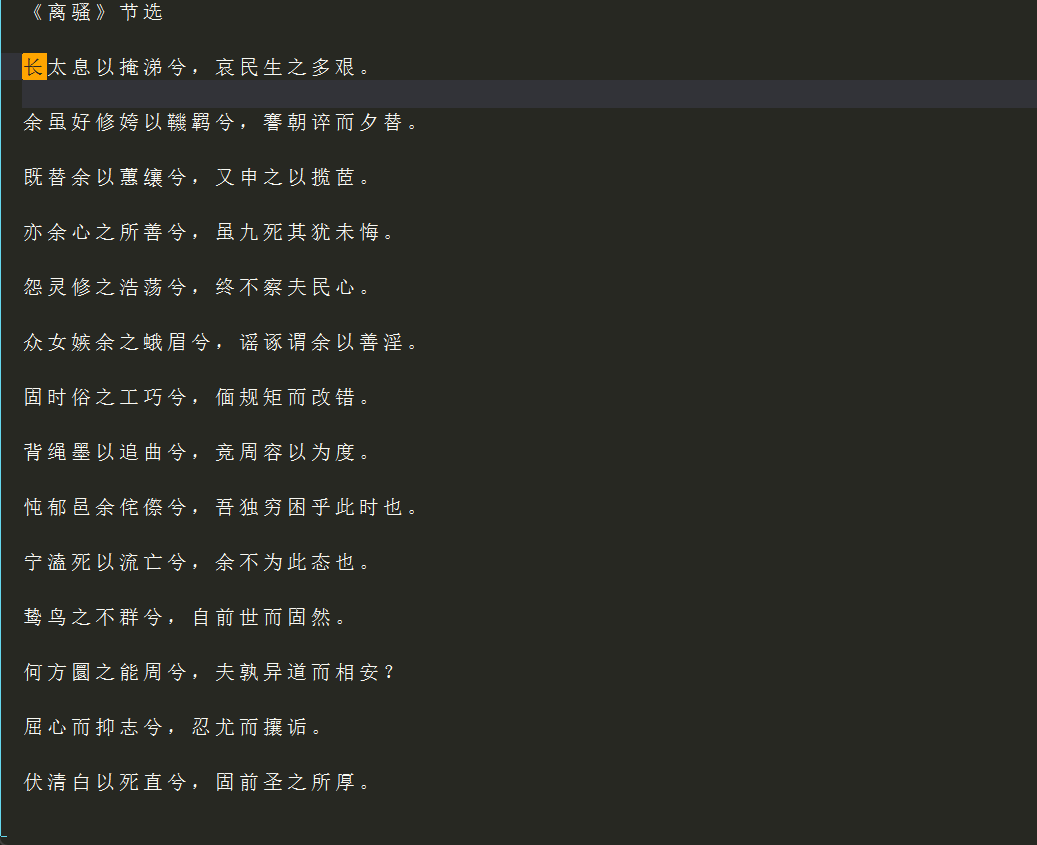 《离骚》节选
长太息以掩涕兮，哀民生之多艰。
余虽好修姱以鞿羁兮，謇朝谇而夕替。
既替余以蕙纕兮，又申之以揽茝。
亦余心之所善兮，虽九死其犹未悔。
怨灵修之浩荡兮，终不察夫民心。
众女嫉余之蛾眉兮，谣诼谓余以善淫。
固时俗之工巧兮，偭规矩而改错。
背绳墨以追曲兮，竞周容以为度。
忳郁邑余侘傺兮，吾独穷困乎此时也。
宁溘死以流亡兮，余不为此态也。
鸷鸟之不群兮，自前世而固然。
何方圜之能周兮，夫孰异道而相安？
屈心而抑志兮，忍尤而攘诟。
伏清白以死直兮，固前圣之所厚。